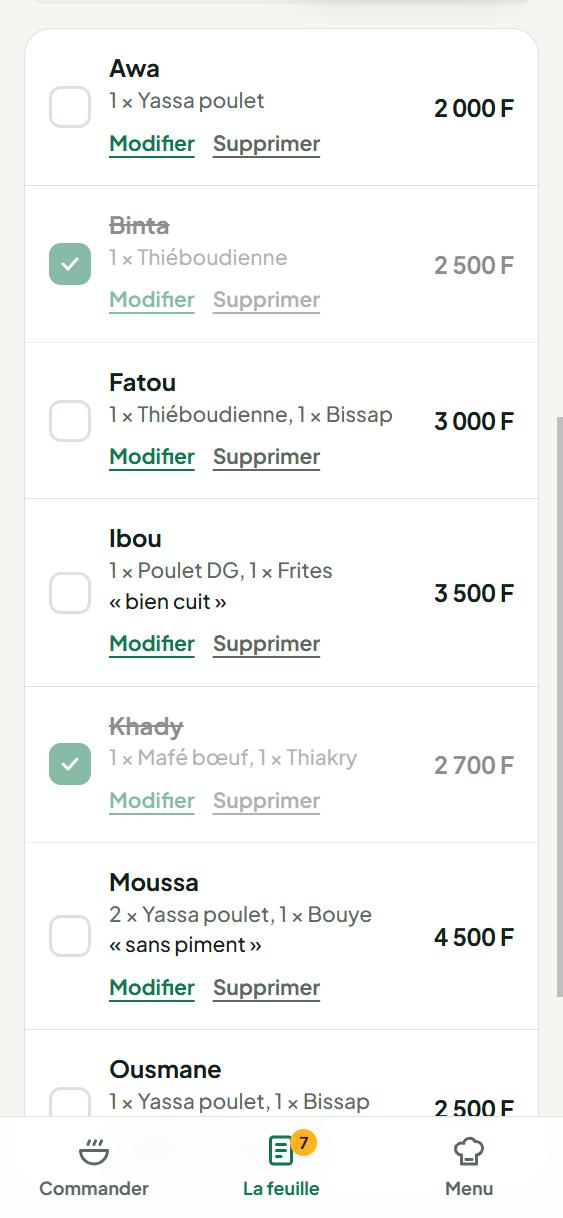 Awa
1 × Yassa poulet
2 000 F
Modifier Supprimer
Binta
1 × Thiéboudienne
2 500 F
Modifier Supprimer
Fatou
1 × Thiéboudienne, 1 × Bissap
3 000 F
Modifier Supprimer
Ibou
1 × Poulet DG, 1 × Frites
« bien cuit »
3 500 F
Modifier Supprimer
Khady
1 × Mafé bœuf, 1 × Thiakry
2 700 F
Modifier Supprimer
Moussa
2 × Yassa poulet, 1 × Bouye
« sans piment »
4 500 F
Modifier Supprimer
Ousmane
1 × Yassa poulet, 1 × Bissap
2 500 F
7
Commander La feuille Menu